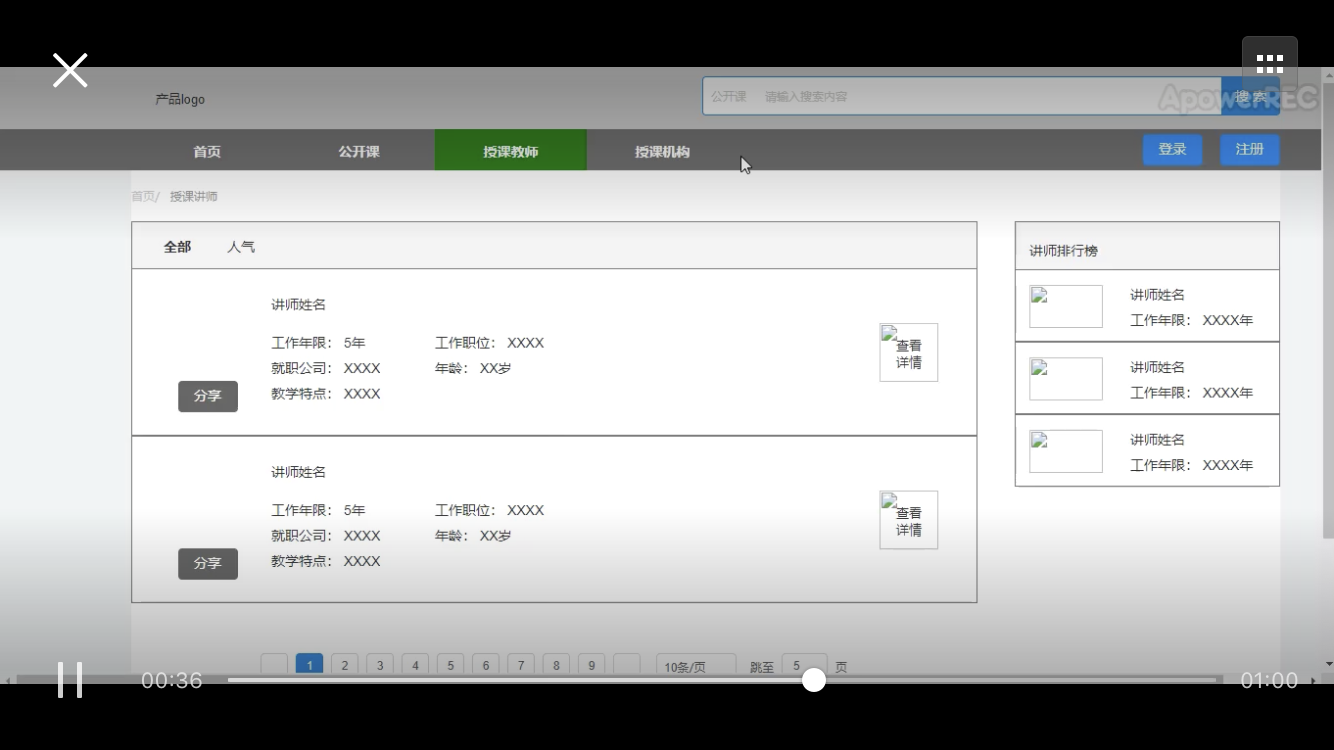 产品logo
公开课 请输入搜索内容 搜索
ApowerREC
首页 公开课 授课教师 授课机构 登录 注册
首页/ 授课讲师
全部 人气
讲师姓名
工作年限： 5年 工作职位： XXXX
就职公司： XXXX 年龄： XX岁
教学特点： XXXX
分享
查看
详情
讲师姓名
工作年限： 5年 工作职位： XXXX
就职公司： XXXX 年龄： XX岁
教学特点： XXXX
分享
查看
详情
讲师排行榜
讲师姓名
工作年限： XXXX年
讲师姓名
工作年限： XXXX年
讲师姓名
工作年限： XXXX年
1 2 3 4 5 6 7 8 9 10条/页 跳至 5 页
00:36 01:00